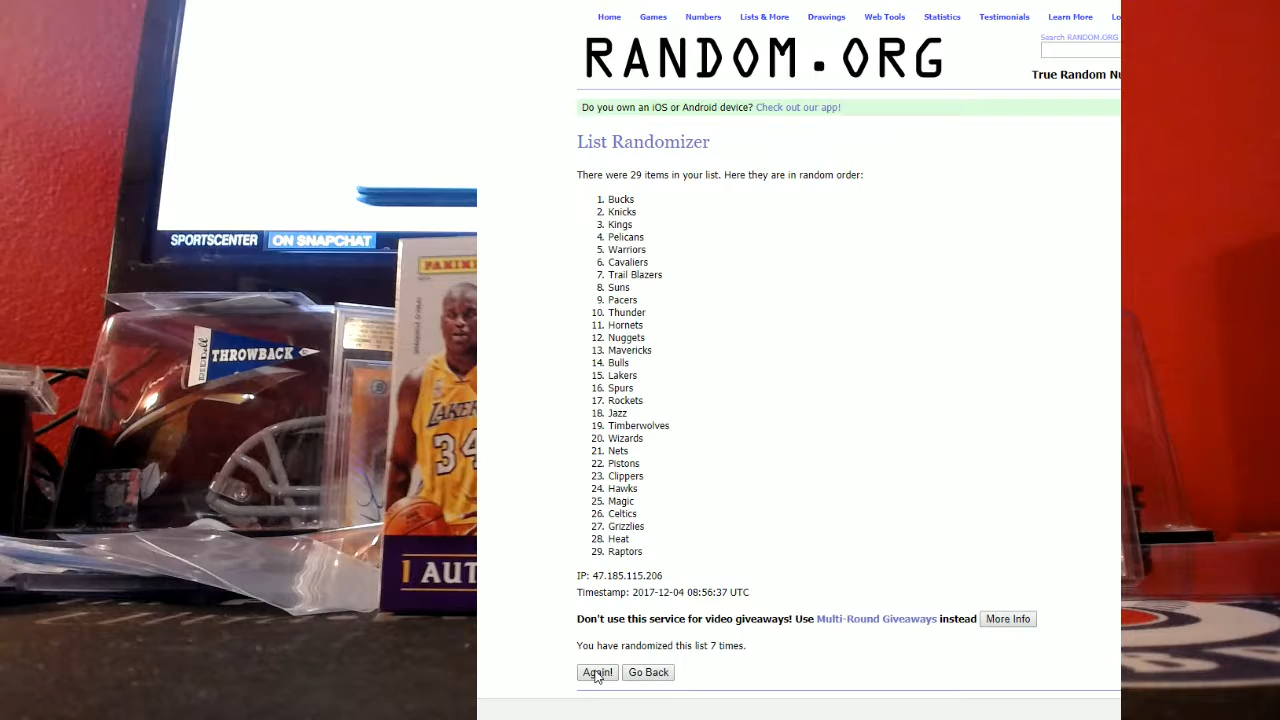 Home Games Numbers Lists & More Drawings Web Tools Statistics Testimonials Learn More Lo
RANDOM.ORG
Search RANDOM.ORG
True Random Nu
Do you own an iOS or Android device? Check out our app!
List Randomizer
There were 29 items in your list. Here they are in random order:
1. Bucks
2. Knicks
3. Kings
4. Pelicans
5. Warriors
6. Cavaliers
7. Trail Blazers
8. Suns
9. Pacers
10. Thunder
11. Hornets
12. Nuggets
13. Mavericks
14. Bulls
15. Lakers
16. Spurs
17. Rockets
18. Jazz
19. Timberwolves
20. Wizards
21. Nets
22. Pistons
23. Clippers
24. Hawks
25. Magic
26. Celtics
27. Grizzlies
28. Heat
29. Raptors
IP: 47.185.115.206
Timestamp: 2017-12-04 08:56:37 UTC
Don't use this service for video giveaways! Use Multi-Round Giveaways instead More Info
You have randomized this list 7 times.
Again! Go Back
SPORTSCENTER ON SNAPCHAT
PANINI
THROWBACK
LAKE
34
AUT